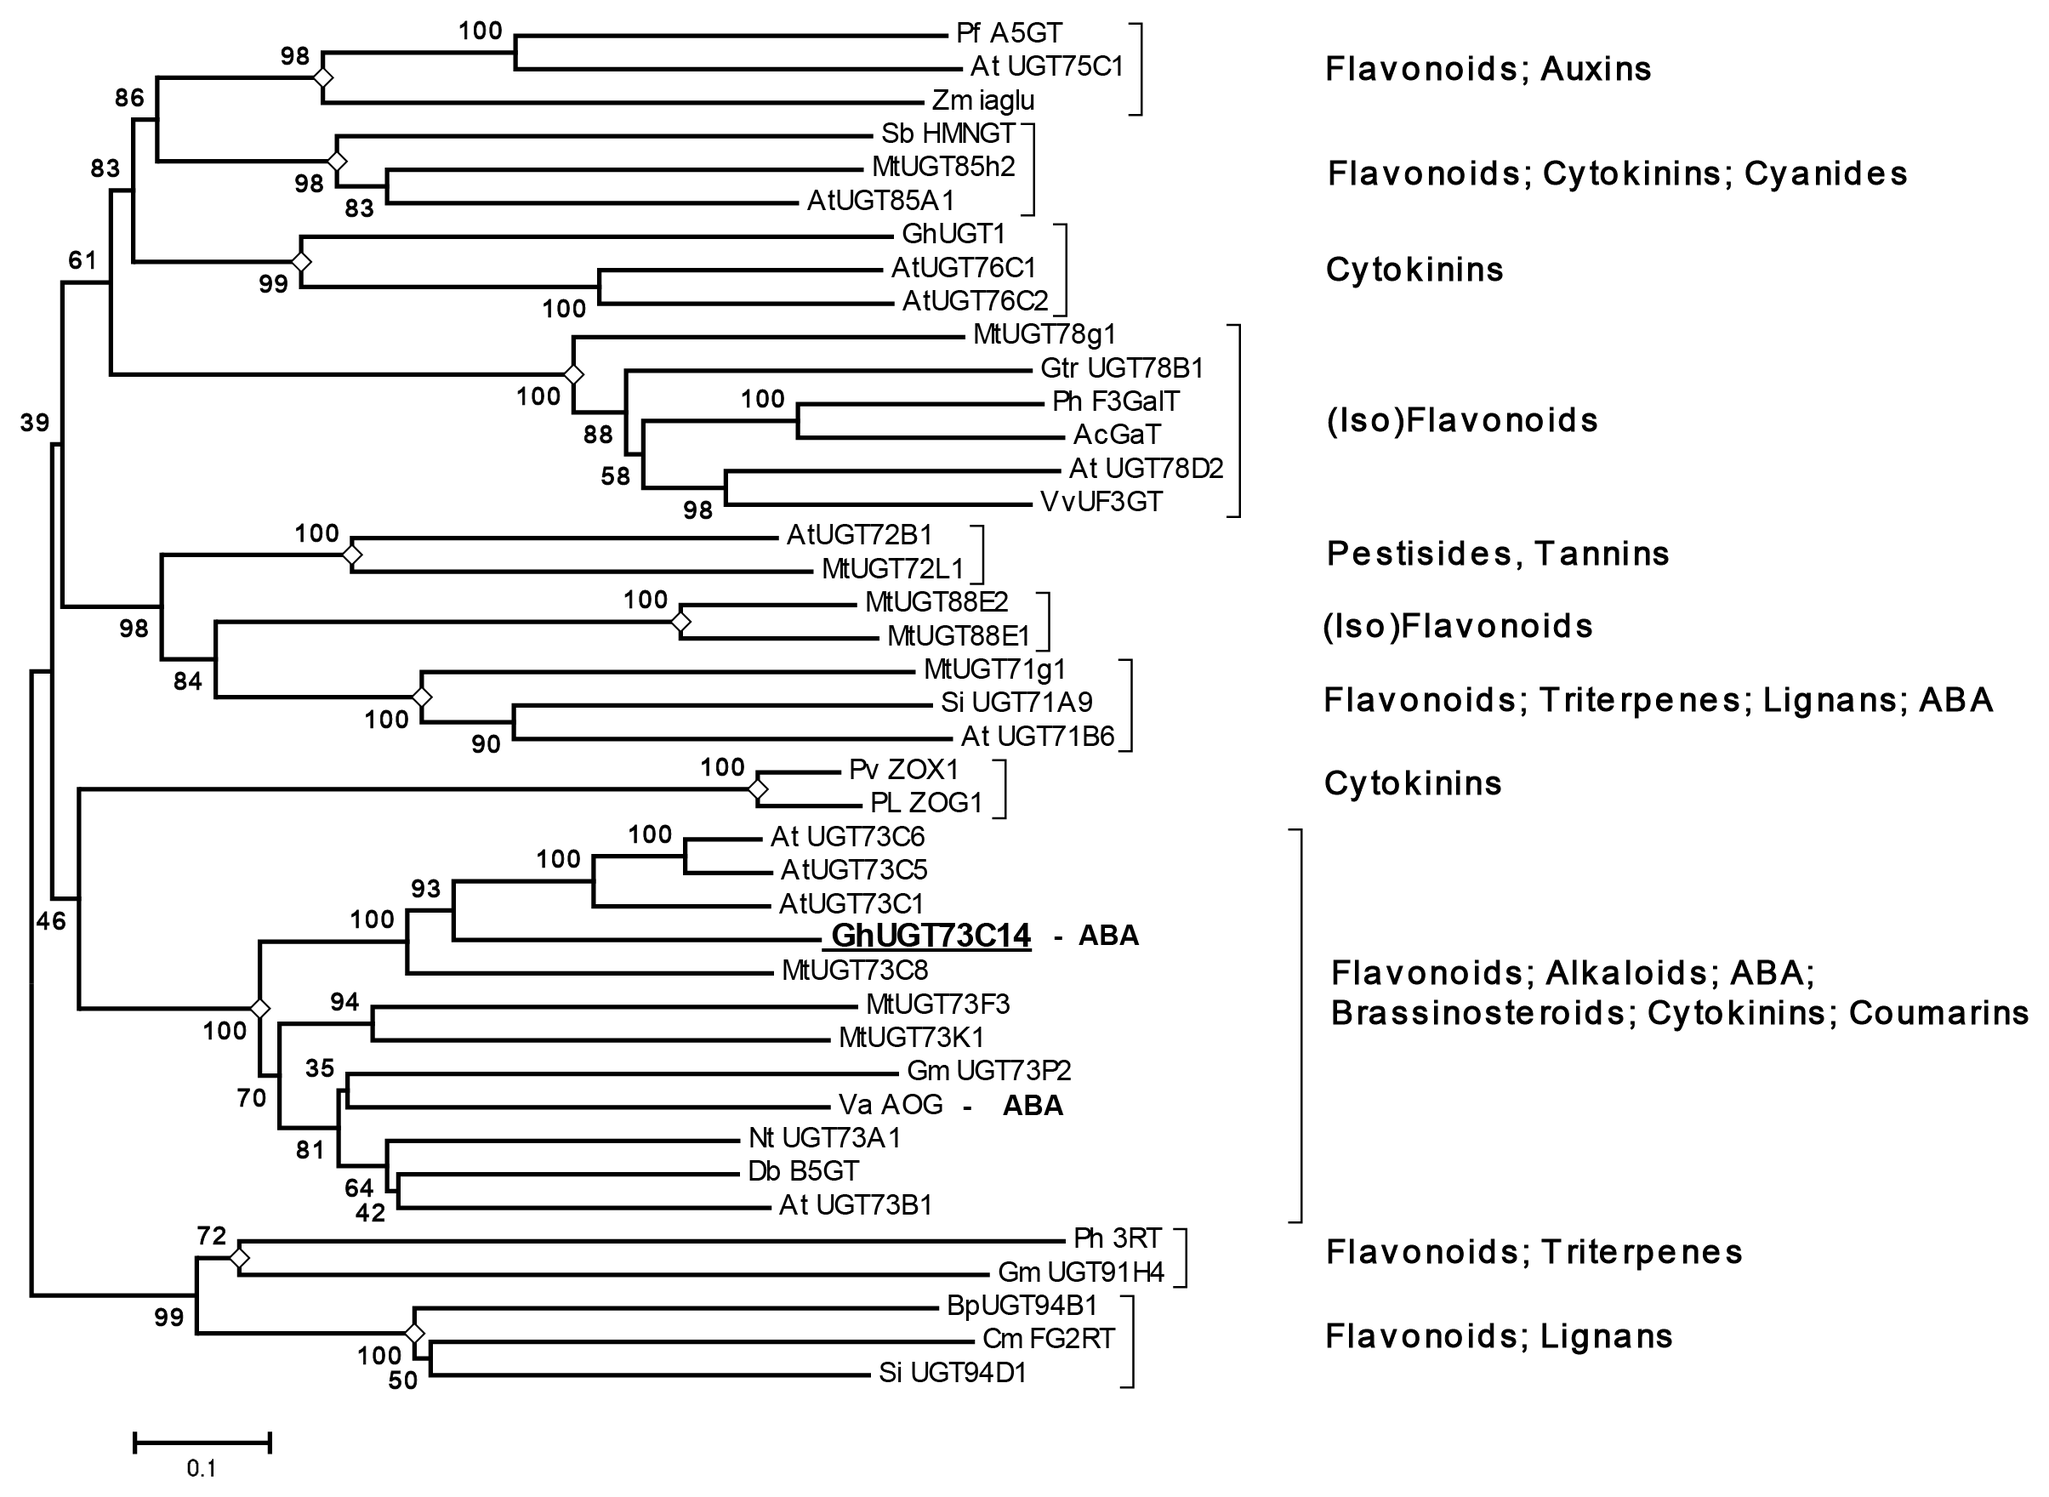 100
Pf A5GT
98
At UGT75C1
Flavonoids; Auxins
86
Zm iaglu
Sb HMNGT
83
98
MtUGT85h2
Flavonoids; Cytokinins; Cyanides
83
AtUGT85A1
GhUGT1
61
99
AtUGT76C1
Cytokinins
100
AtUGT76C2
MtUGT78g1
100
Gtr UGT78B1
100
Ph F3GalT
39
88
AcGaT
(Iso)Flavonoids
58
At UGT78D2
98
VvUF3GT
100
AtUGT72B1
Pestisides, Tannins
MtUGT72L1
98
100
MtUGT88E2
(Iso)Flavonoids
MtUGT88E1
84
MtUGT71g1
100
Si UGT71A9
Flavonoids; Triterpenes; Lignans; ABA
90
At UGT71B6
100
Pv ZOX1
Cytokinins
PL ZOG1
100
At UGT73C6
100
AtUGT73C5
93
AtUGT73C1
46
100
GhUGT73C14 - ABA
MtUGT73C8
Flavonoids; Alkaloids; ABA;
Brassinosteroids; Cytokinins; Coumarins
94
MtUGT73F3
100
MtUGT73K1
35
Gm UGT73P2
70
Va AOG - ABA
81
Nt UGT73A1
64
Db B5GT
42
At UGT73B1
72
Ph 3RT
Flavonoids; Triterpenes
Gm UGT91H4
99
BpUGT94B1
100
Cm FG2RT
Flavonoids; Lignans
50
Si UGT94D1
0.1